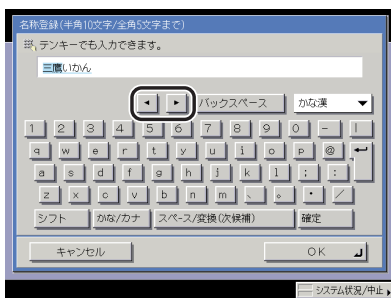 名称登録(半角10文字/全角5文字まで)
テンキーでも入力できます。
三鷹いかん
◄ ► バックスペース かな漢 ▼
1 2 3 4 5 6 7 8 9 0 - |
q w e r t y u i o p @
a s d f g h j k l ; :
z x c v b n m 、 。 ・ /
シフト かな/カナ スペース/変換(次候補) 確定
キャンセル OK
システム状況/中止